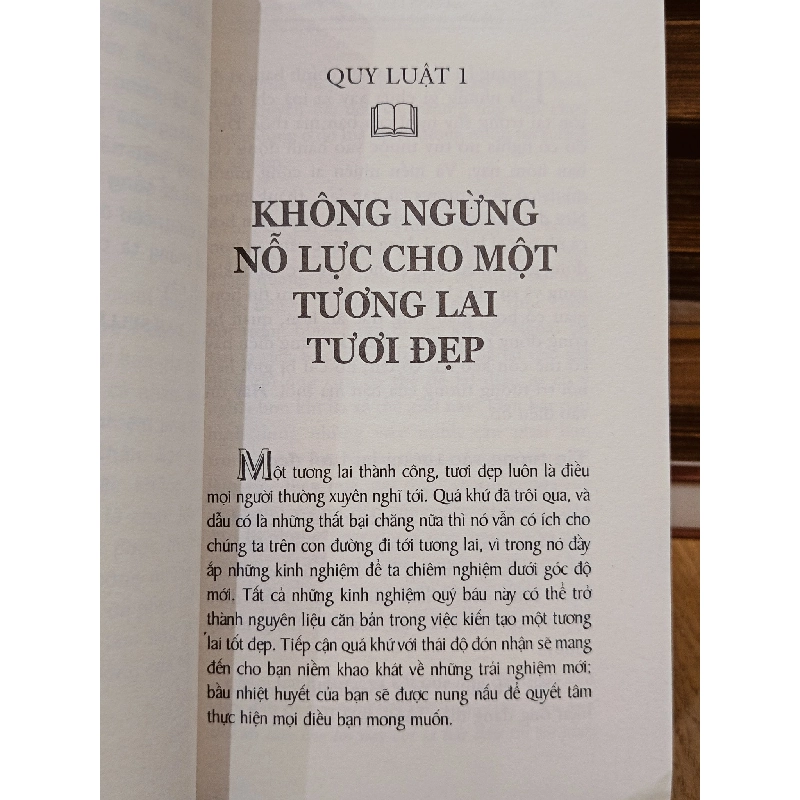 QUY LUẬT 1
KHÔNG NGỪNG
NỖ LỰC CHO MỘT
TƯƠNG LAI
TƯƠI ĐẸP
Một tương lai thành công, tươi đẹp luôn là điều
mọi người thường xuyên nghĩ tới. Quá khứ đã trôi qua, và
dẫu có là những thất bại chăng nữa thì nó vẫn có ích cho
chúng ta trên con đường đi tới tương lai, vì trong nó đầy
ắp những kinh nghiệm để ta chiêm nghiệm dưới góc độ
mới. Tất cả những kinh nghiệm quý báu này có thể trở
thành nguyên liệu căn bản trong việc kiến tạo một tương
lai tốt đẹp. Tiếp cận quá khứ với thái độ đón nhận sẽ mang
đến cho bạn niềm khao khát về những trải nghiệm mới;
bầu nhiệt huyết của bạn sẽ được nung nấu để quyết tâm
thực hiện mọi điều bạn mong muốn.